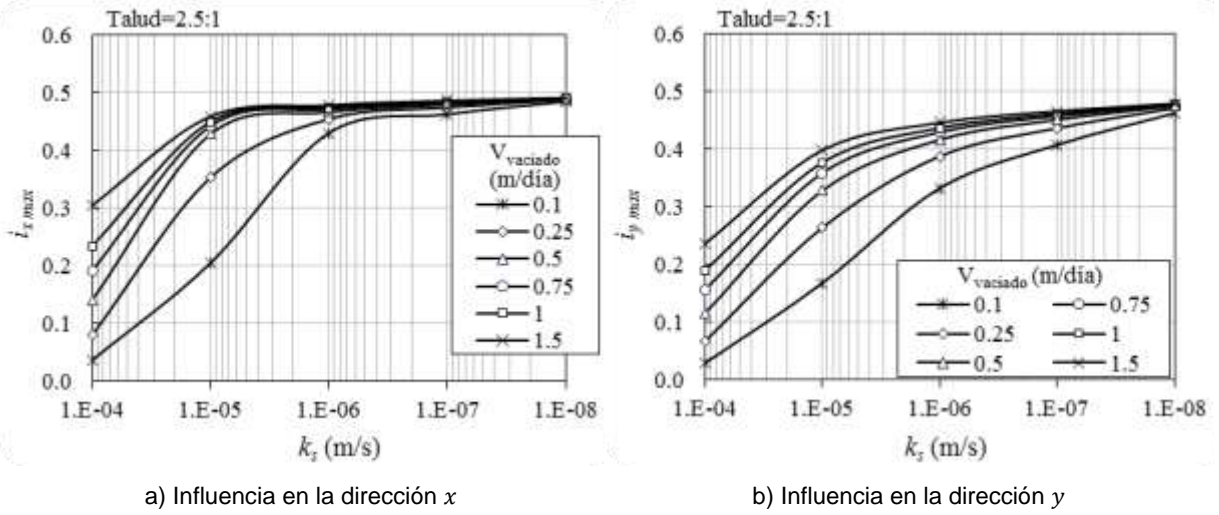 Talud=2.5:1
0.6
0.5
0.4
0.3
0.2
0.1
0.0
i_x max
1.E-04 1.E-05 1.E-06 1.E-07 1.E-08
k_s (m/s)
V_vaciado
(m/día)
0.1
0.25
0.5
0.75
1
1.5
a) Influencia en la dirección x
Talud=2.5:1
0.6
0.5
0.4
0.3
0.2
0.1
0.0
i_y max
1.E-04 1.E-05 1.E-06 1.E-07 1.E-08
k_s (m/s)
V_vaciado (m/día)
0.1 0.75
0.25 1
0.5 1.5
b) Influencia en la dirección y